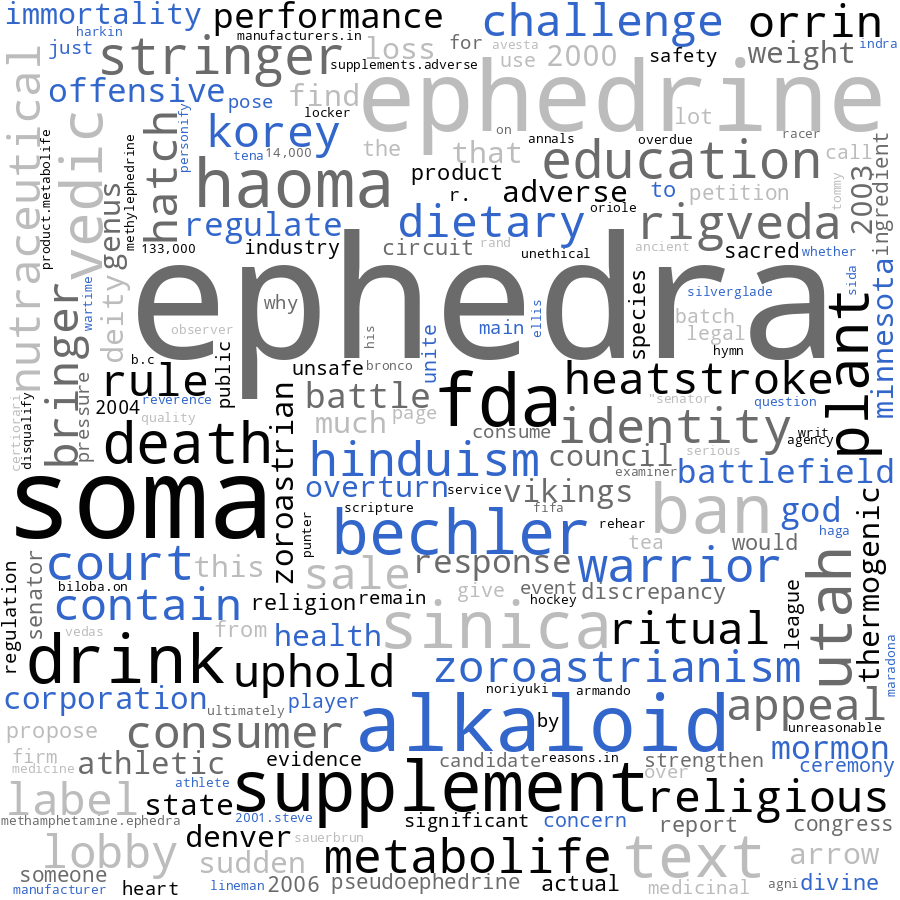 immortality
performance
challenge
orrin
harkin
manufacturers.in
just
stringer
loss
for
avesta
use
2000
safety
weight
indra
supplements.adverse
offensive
pose
find
ephedrine
nutraceutical
vedic
hatch
personify
locker
lot
korey
on
annals
overdue
racer
tena
14,000
the
that
education
call
product.metabolife
genus
methylephedrine
haoma
product
r.
adverse
to
petition
tommy
2003
ingredient
regulate
dietary
oriole
rigveda
133,000
industry
circuit
rand
unethical
ancient
sacred
whether
ephedra
deity
wartime
why
species
silverglade
sida
minnesota
bringer
observer
his
unite
main
ellis
batch
legal
plant
b.c
public
unsafe
bronco
hymn
rule
pressure
2004
reverence
quality
zoroastrian
battle
fda
heatstroke
"senator
question
certiorari
disqualify
much
page
consume
identity
writ
agency
death
hinduism
council
serious
examiner
battlefield
soma
overturn
service
vikings
ban
god
haga
thermogenic
punter
scripture
fifa
bechler
rehear
tea
would
court
this
sale
response
warrior
utah
regulation
senator
biloba.on
give
event
discrepancy
contain
religion
remain
hockey
league
vedas
from
health
sinica
ritual
maradona
drink
uphold
zoroastrianism
corporation
ultimately
player
noriyuki
armando
alkaloid
appeal
by
unreasonable
propose
consumer
firm
medicine
athletic
evidence
candidate
reasons.in
strengthen
over
mormon
ceremony
athlete
supplement
label
state
religious
methamphetamine.ephedra
2001.steve
significant
concern
report
congress
denver
sauerbrun
lobby
sudden
metabolife
text
arrow
someone
manufacturer
heart
lineman
2006
pseudoephedrine
actual
medicinal
agni
divine